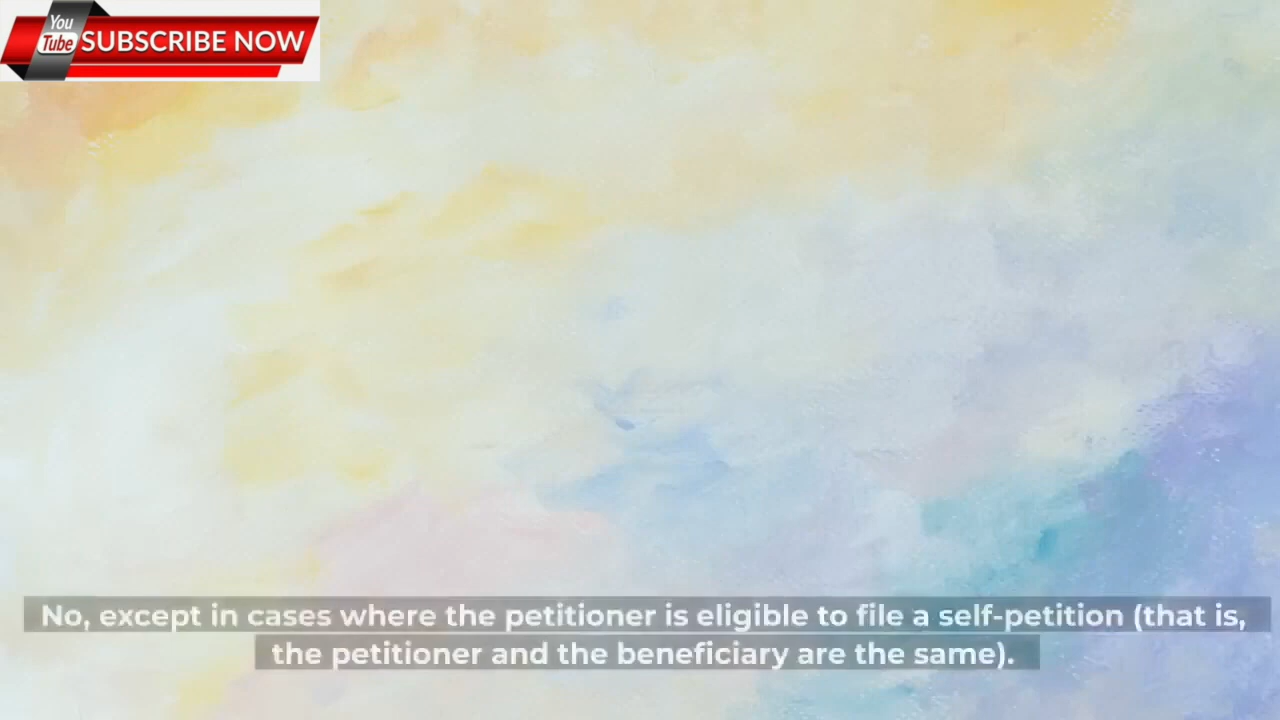 You
Tube
SUBSCRIBE NOW
No, except in cases where the petitioner is eligible to file a self-petition (that is,
the petitioner and the beneficiary are the same).